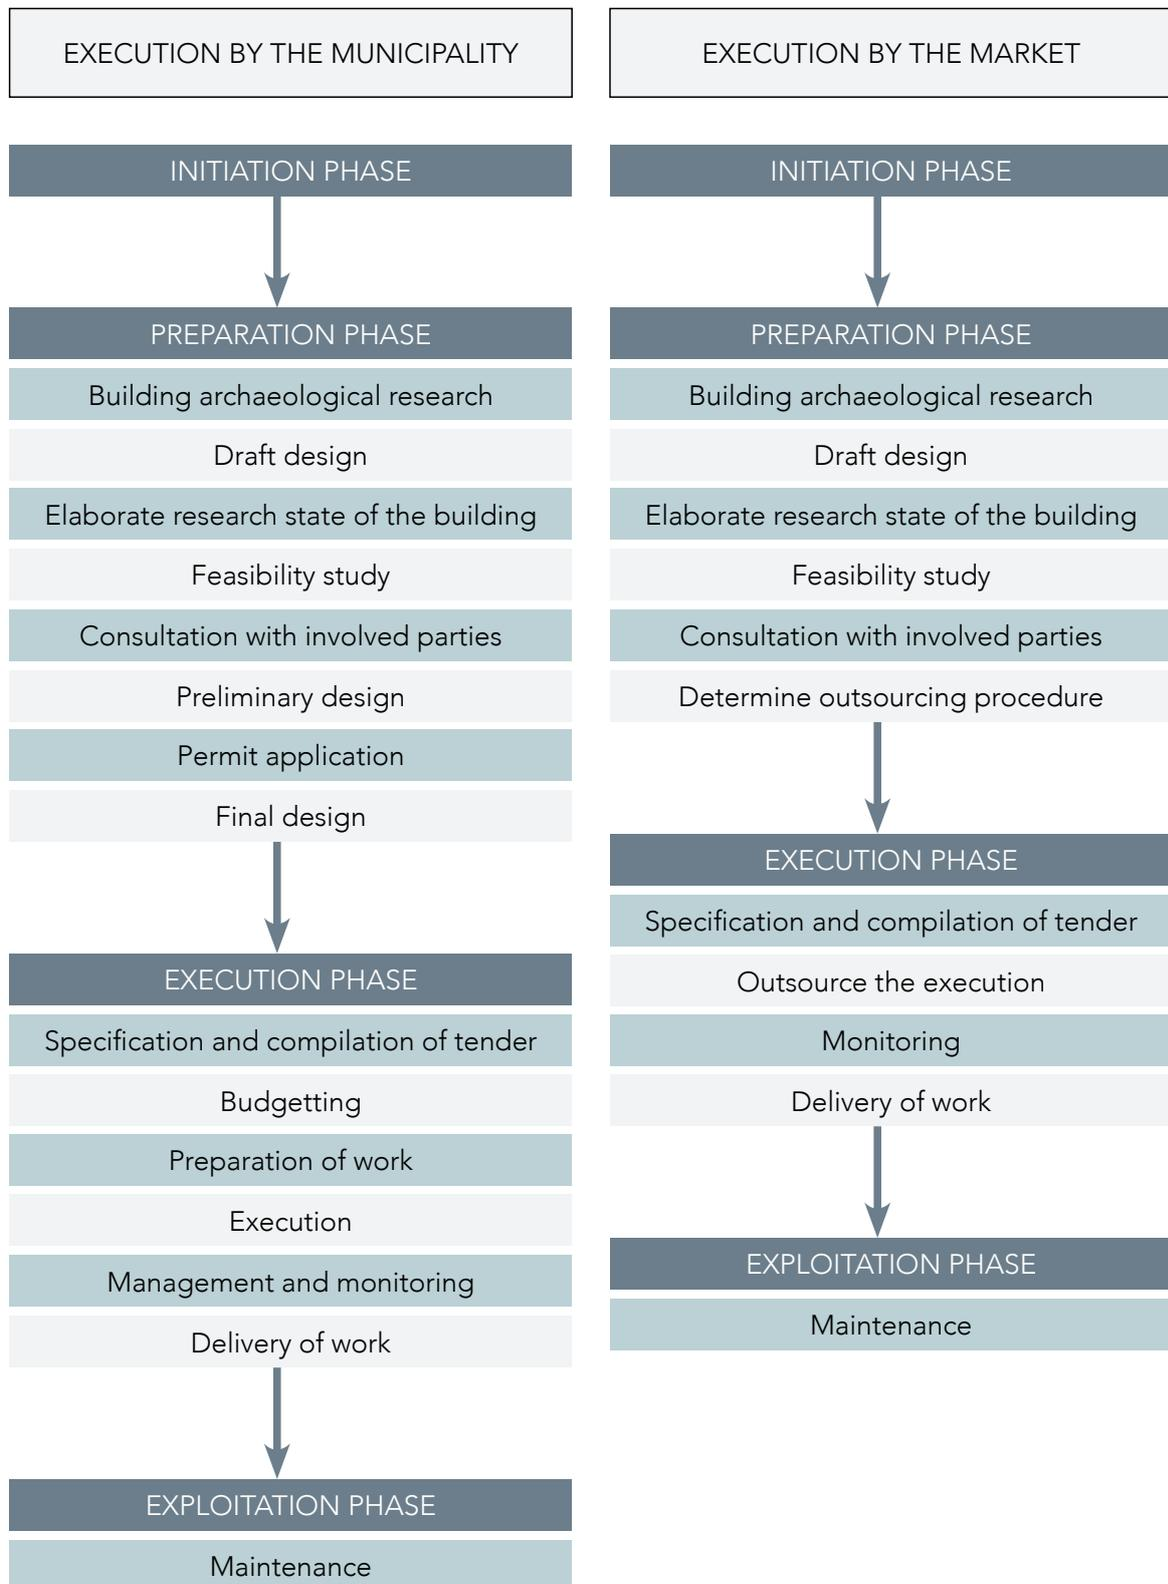 EXECUTION BY THE MUNICIPALITY
INITIATION PHASE
PREPARATION PHASE
Building archaeological research
Draft design
Elaborate research state of the building
Feasibility study
Consultation with involved parties
Preliminary design
Permit application
Final design
EXECUTION PHASE
Specification and compilation of tender
Budgetting
Preparation of work
Execution
Management and monitoring
Delivery of work
EXPLOITATION PHASE
Maintenance
EXECUTION BY THE MARKET
INITIATION PHASE
PREPARATION PHASE
Building archaeological research
Draft design
Elaborate research state of the building
Feasibility study
Consultation with involved parties
Determine outsourcing procedure
EXECUTION PHASE
Specification and compilation of tender
Outsource the execution
Monitoring
Delivery of work
EXPLOITATION PHASE
Maintenance